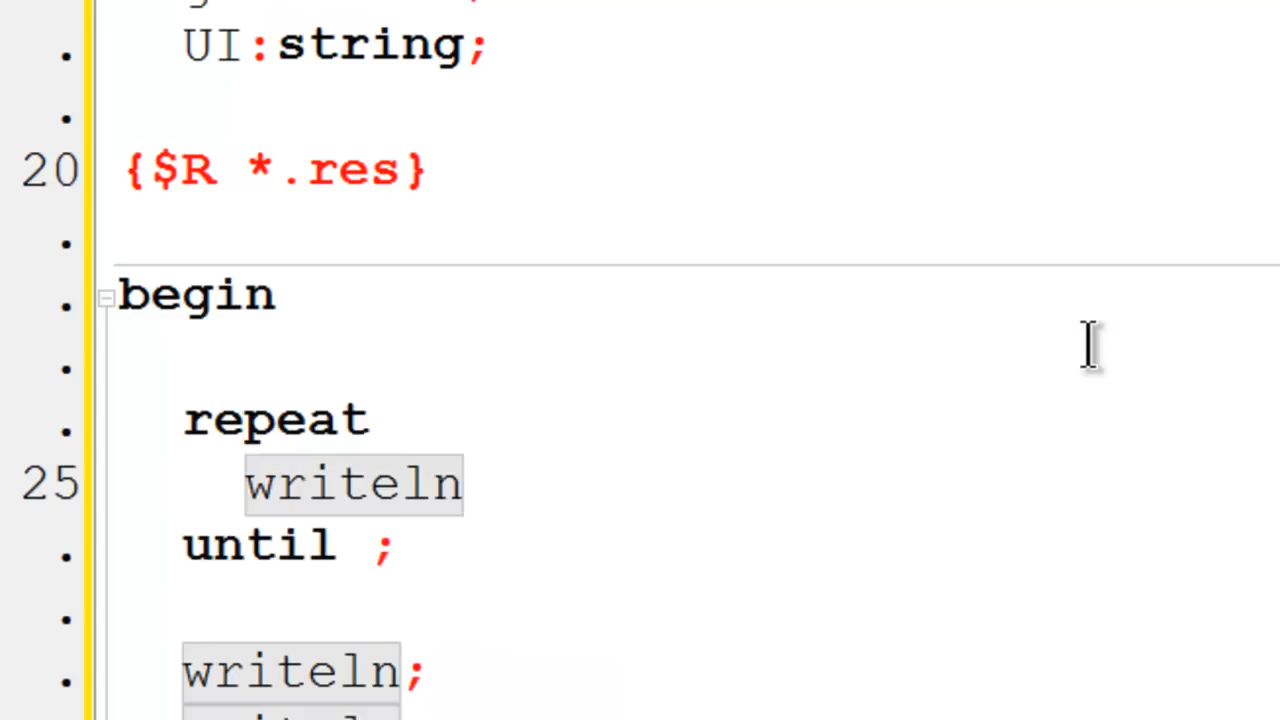 UI:string;
.
.
20 {$R *.res}
.
. begin
.
. repeat
25 writeln
. until ;
.
. writeln;